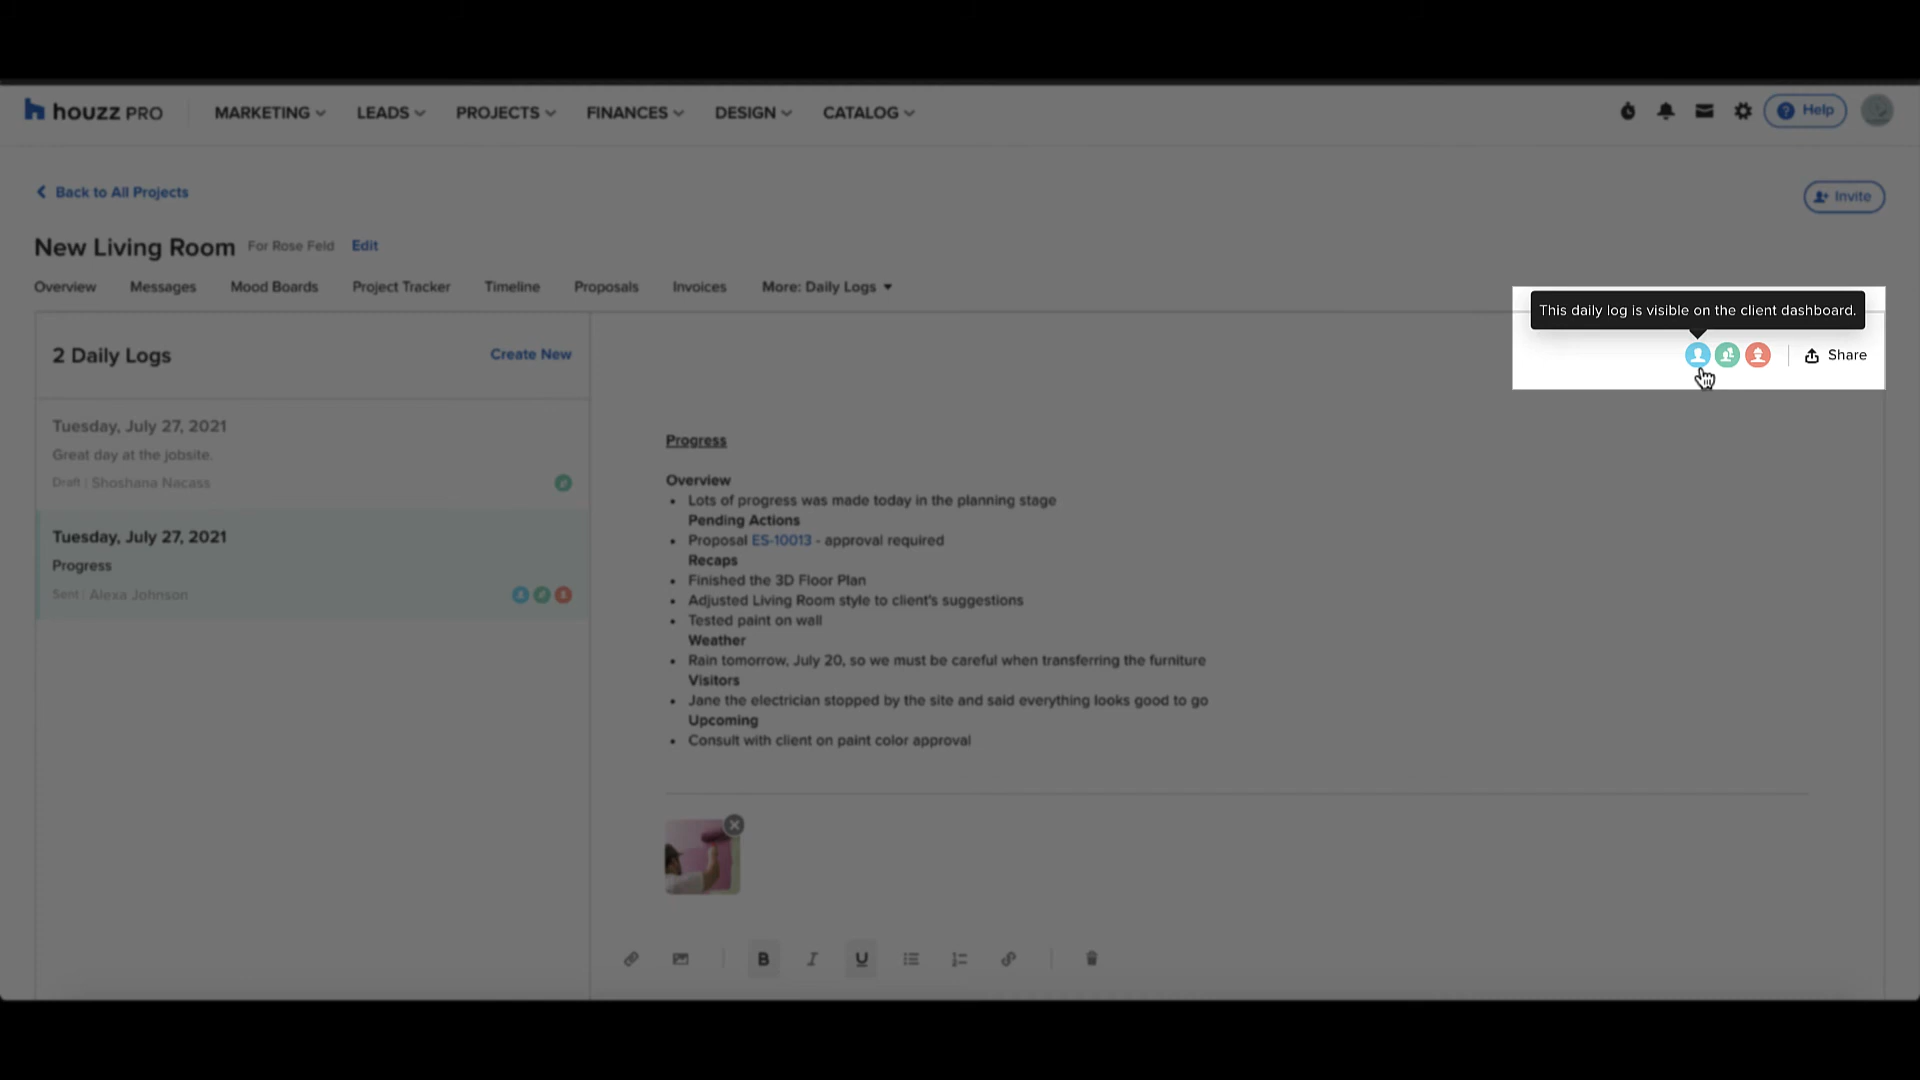 houzz PRO
MARKETING
LEADS
PROJECTS
FINANCES
DESIGN
CATALOG
? Help
Back to All Projects
Invite
New Living Room For Rose Feld Edit
Overview
Messages
Mood Boards
Project Tracker
Timeline
Proposals
Invoices
More: Daily Logs
This daily log is visible on the client dashboard.
Share
2 Daily Logs
Create New
Tuesday, July 27, 2021
Great day at the jobsite.
Draft | Shoshana Nacass
Tuesday, July 27, 2021
Progress
Sent | Alexa Johnson
Progress
Overview
• Lots of progress was made today in the planning stage
Pending Actions
• Proposal ES-10013 - approval required
Recaps
• Finished the 3D Floor Plan
• Adjusted Living Room style to client's suggestions
• Tested paint on wall
Weather
• Rain tomorrow, July 20, so we must be careful when transferring the furniture
Visitors
• Jane the electrician stopped by the site and said everything looks good to go
Upcoming
• Consult with client on paint color approval
B I U